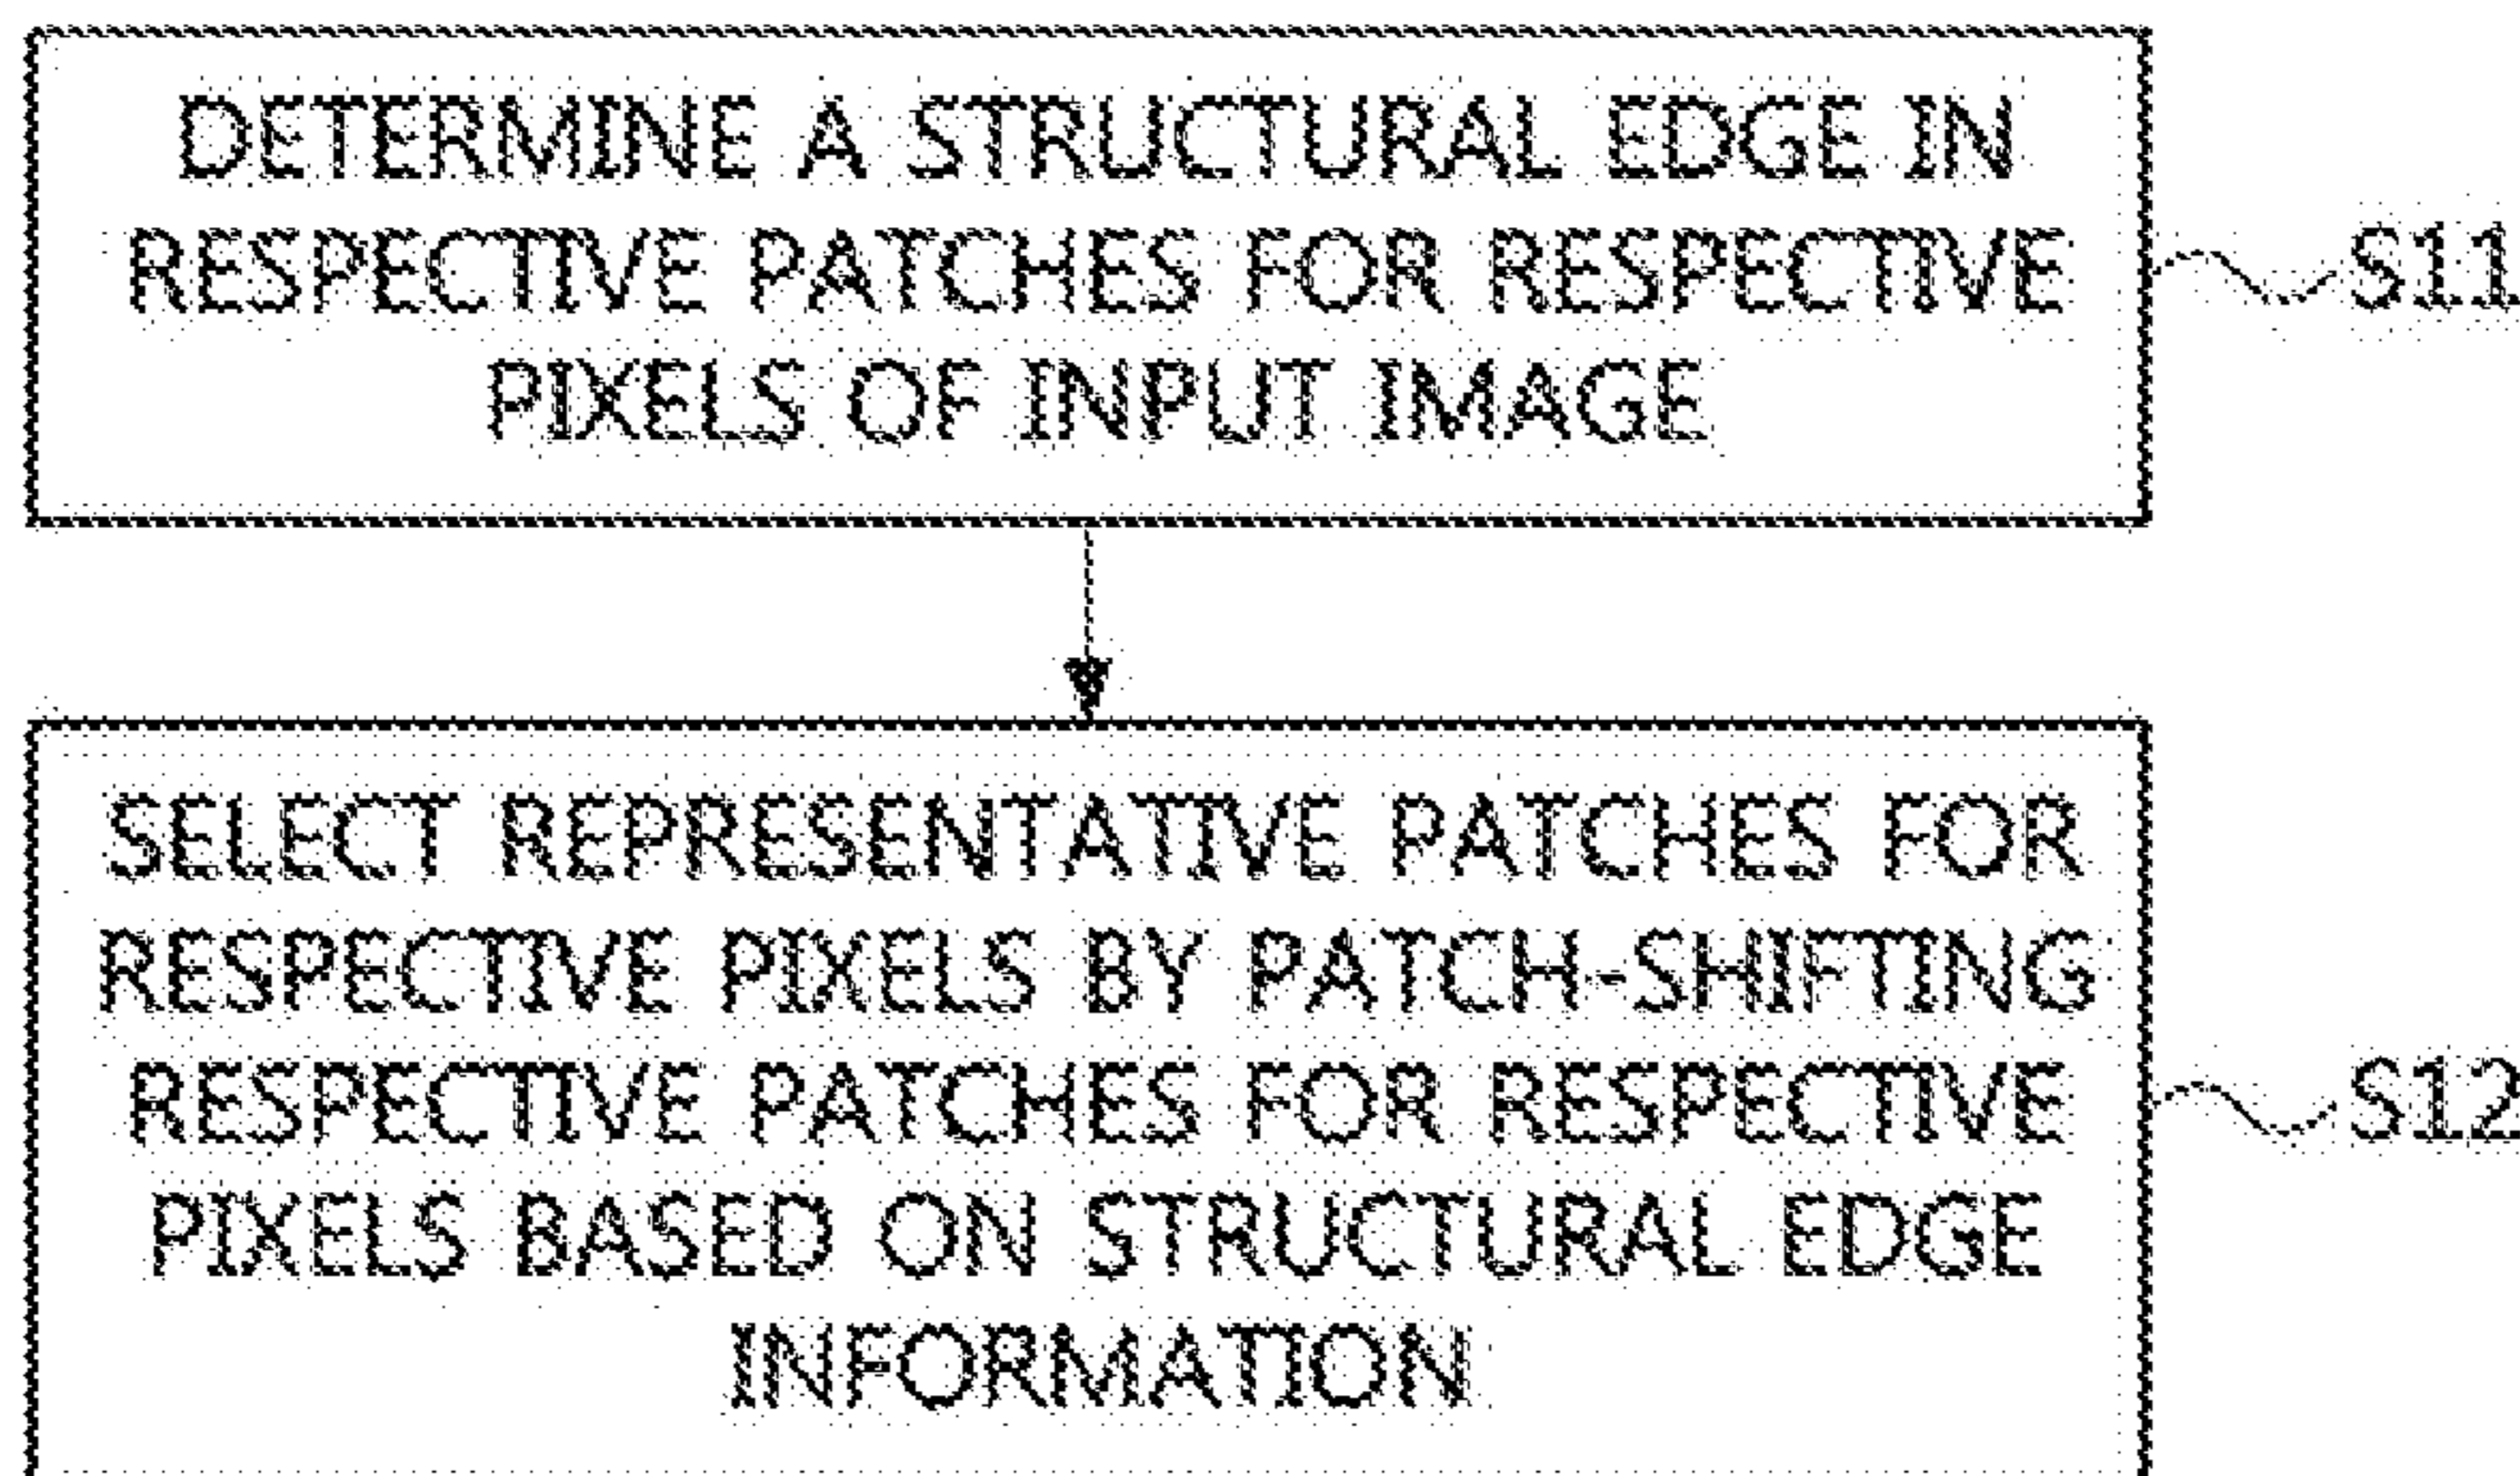 DETERMINE A STRUCTURAL EDGE IN
RESPECTIVE PATCHES FOR RESPECTIVE
PIXELS OF INPUT IMAGE
S11
SELECT REPRESENTATIVE PATCHES FOR
RESPECTIVE PIXELS BY PATCH-SHIFTING
RESPECTIVE PATCHES FOR RESPECTIVE
PIXELS BASED ON STRUCTURAL EDGE
INFORMATION
S12